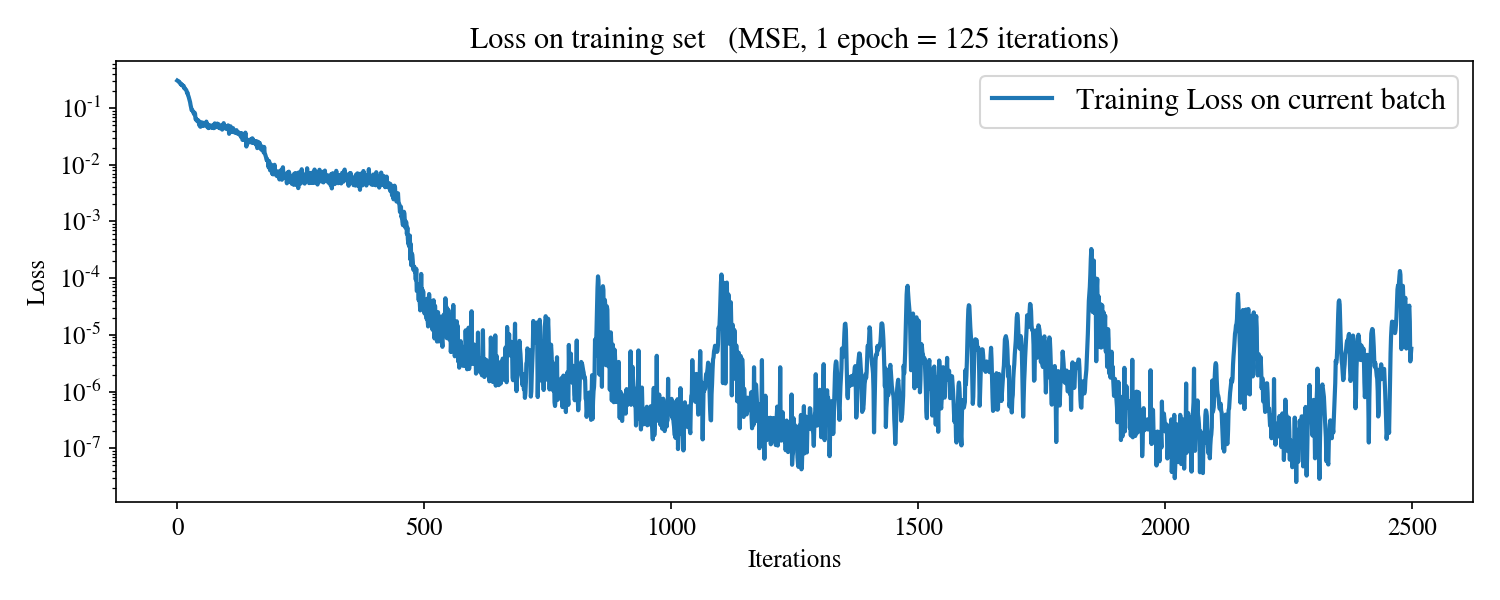 Loss on training set (MSE, 1 epoch = 125 iterations)
Training Loss on current batch
Loss
10^-1
10^-2
10^-3
10^-4
10^-5
10^-6
10^-7
0 500 1000 1500 2000 2500
Iterations